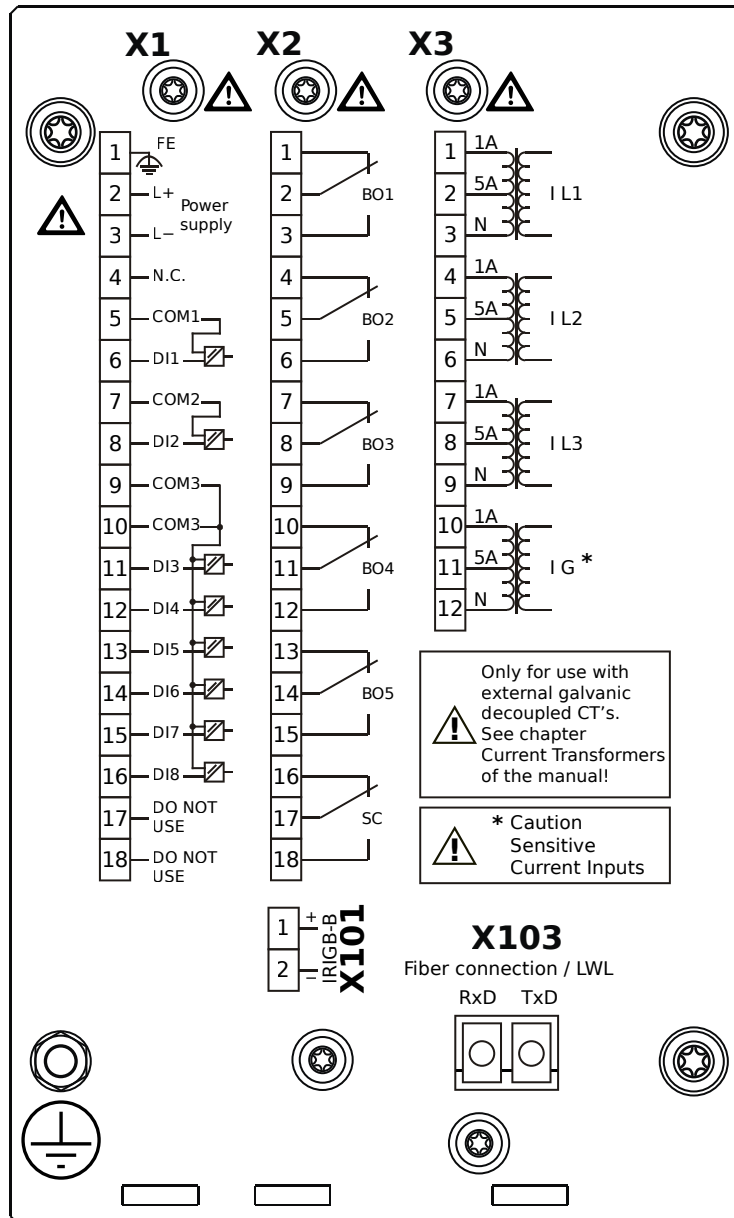 X1 X2 X3
1 FE
2 L+ Power
supply
3 L−
4 N.C.
5 COM1
6 DI1
7 COM2
8 DI2
9 COM3
10 COM3
11 DI3
12 DI4
13 DI5
14 DI6
15 DI7
16 DI8
17 DO NOT
USE
18 DO NOT
USE
1
2 BO1
3
4
5 BO2
6
7
8 BO3
9
10
11 BO4
12
13
14 BO5
15
16
17 SC
18
1 1A
2 5A I L1
3 N
4 1A
5 5A I L2
6 N
7 1A
8 5A I L3
9 N
10 1A
11 5A I G *
12 N
! Only for use with
external galvanic
decoupled CT's.
See chapter
Current Transformers
of the manual!
! * Caution
Sensitive
Current Inputs
1 +
2 −
IRIGB-B
X101
X103
Fiber connection / LWL
RxD TxD